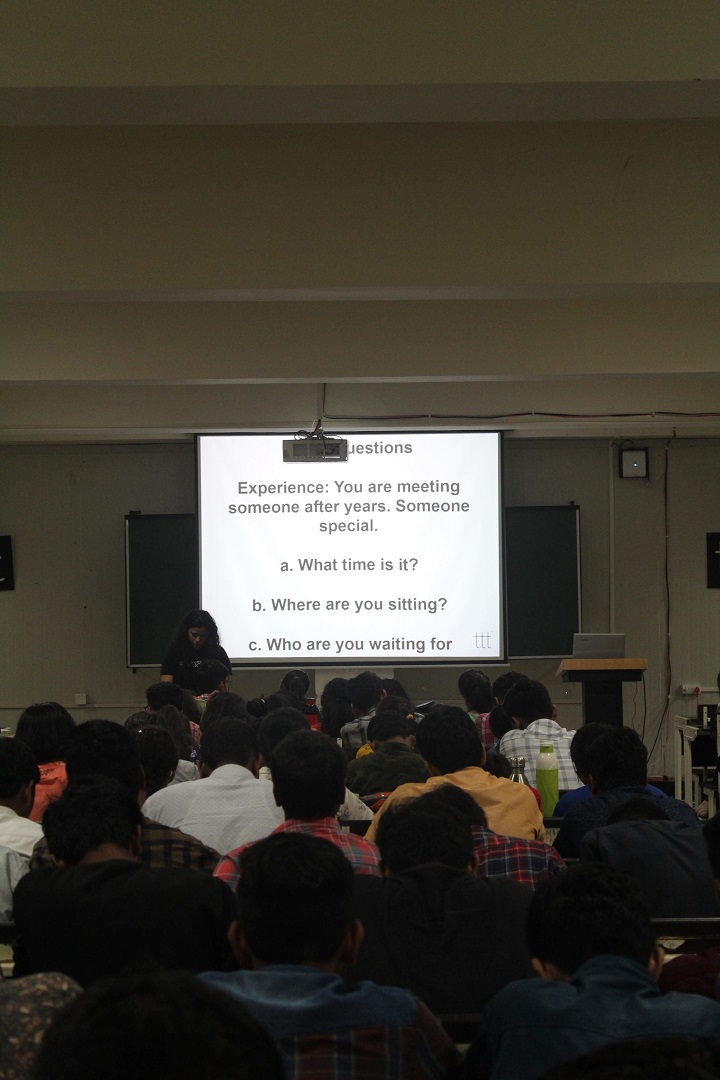 uestions
Experience: You are meeting
someone after years. Someone
special.
a. What time is it?
b. Where are you sitting?
c. Who are you waiting for
ttt